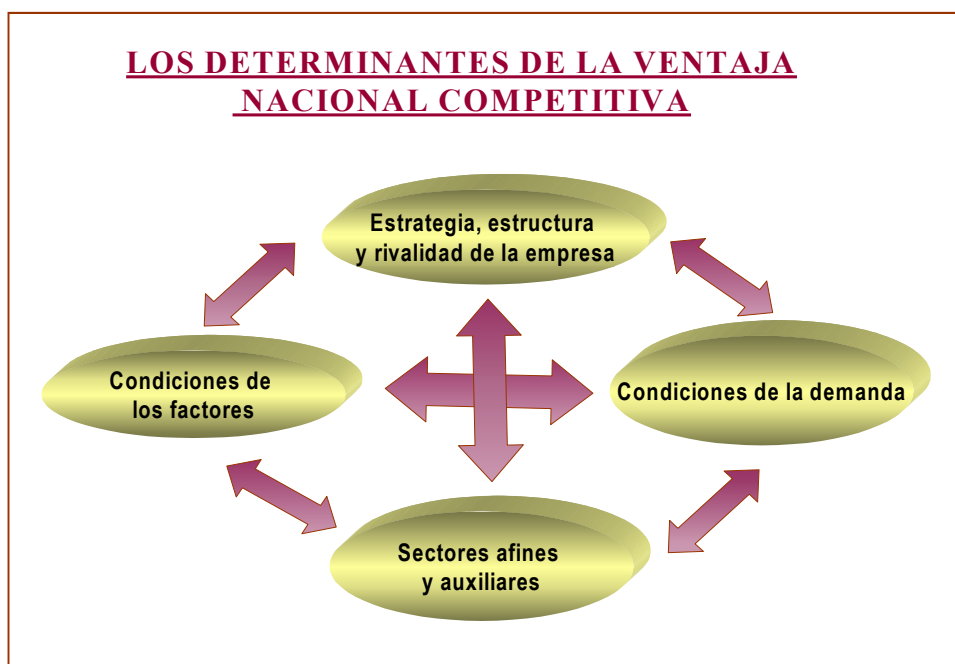 LOS DETERMINANTES DE LA VENTAJA
NACIONAL COMPETITIVA
Estrategia, estructura
y rivalidad de la empresa
Condiciones de
los factores
Condiciones de la demanda
Sectores afines
y auxiliares